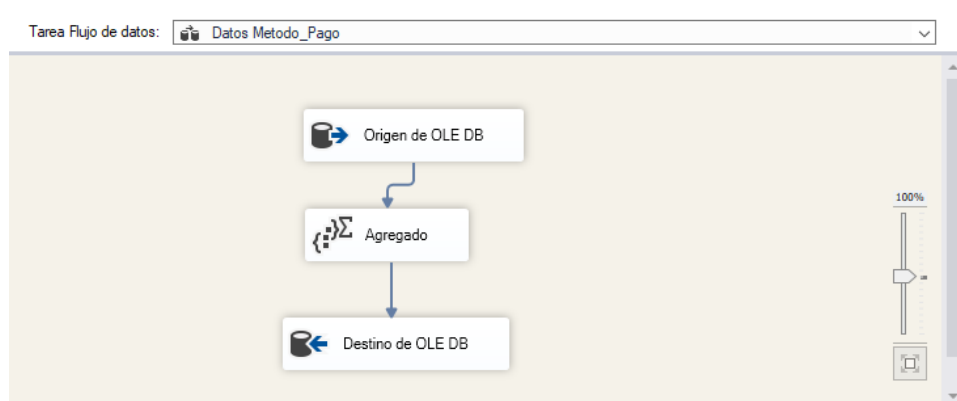 Tarea Flujo de datos: Datos Metodo_Pago
Origen de OLE DB
100%
Agregado
Destino de OLE DB